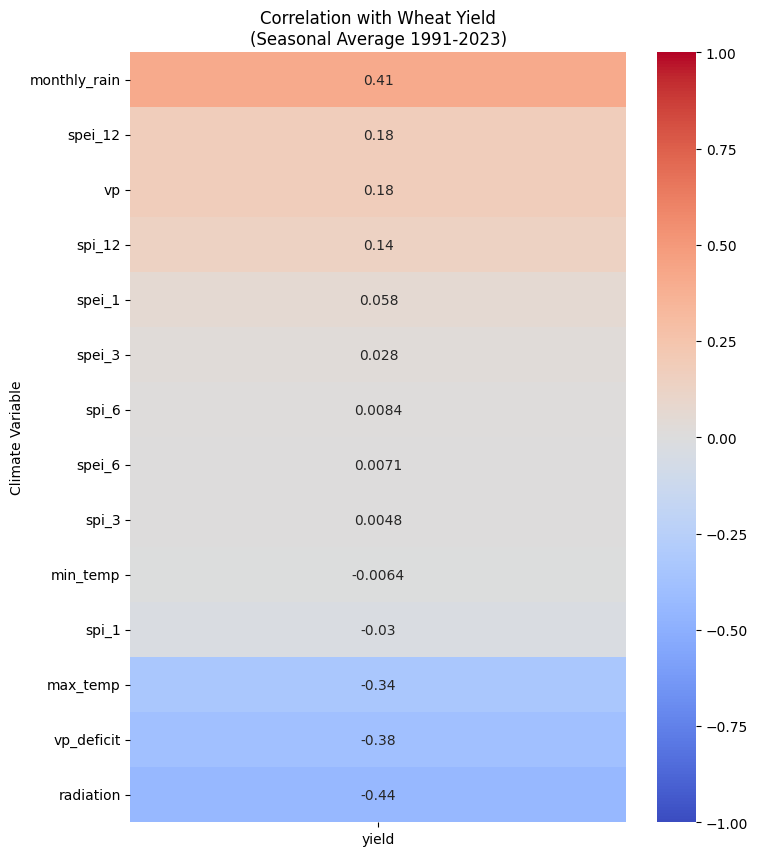 Correlation with Wheat Yield
(Seasonal Average 1991-2023)
Climate Variable
monthly_rain 0.41
spei_12 0.18
vp 0.18
spi_12 0.14
spei_1 0.058
spei_3 0.028
spi_6 0.0084
spei_6 0.0071
spi_3 0.0048
min_temp -0.0064
spi_1 -0.03
max_temp -0.34
vp_deficit -0.38
radiation -0.44
yield
1.00
0.75
0.50
0.25
0.00
−0.25
−0.50
−0.75
−1.00